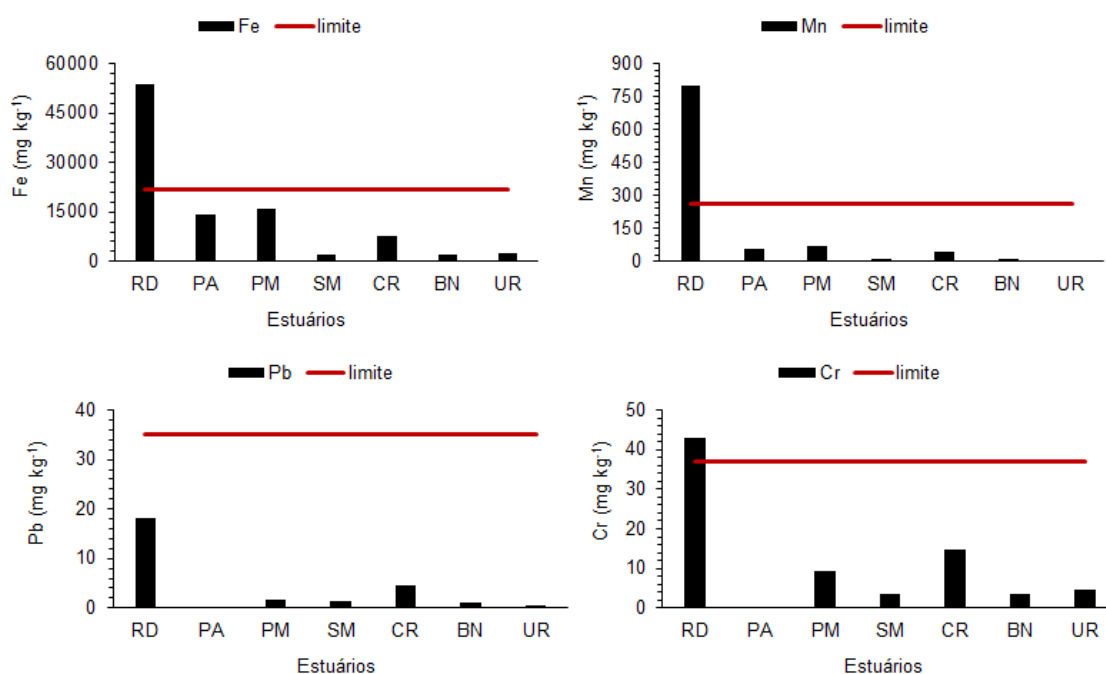 Fe limite
60000
45000
30000
15000
0
Fe (mg kg⁻¹)
RD PA PM SM CR BN UR
Estuários
Mn limite
900
750
600
450
300
150
0
Mn (mg kg⁻¹)
RD PA PM SM CR BN UR
Estuários
Pb limite
40
30
20
10
0
Pb (mg kg⁻¹)
RD PA PM SM CR BN UR
Estuários
Cr limite
50
40
30
20
10
0
Cr (mg kg⁻¹)
RD PA PM SM CR BN UR
Estuários